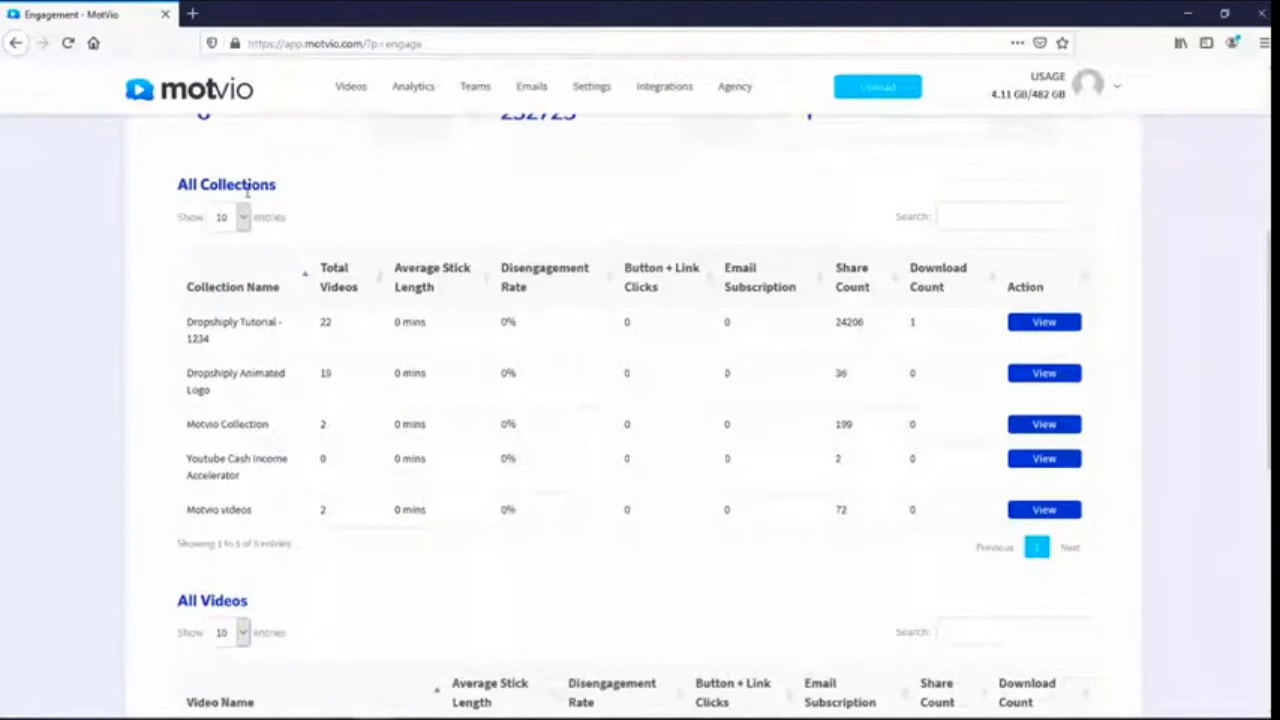 Engagement - MotVio
https://app.motvio.com/?p=engage
motvio
Videos Analytics Teams Emails Settings Integrations Agency
Upload
USAGE
4.11 GB/482 GB
All Collections
Show 10 entries
Search:
Collection Name Total Videos Average Stick Length Disengagement Rate Button + Link Clicks Email Subscription Share Count Download Count Action
Dropshiply Tutorial - 1234 22 0 mins 0% 0 0 24206 1 View
Dropshiply Animated Logo 19 0 mins 0% 0 0 36 0 View
Motvio Collection 2 0 mins 0% 0 0 199 0 View
Youtube Cash Income Accelerator 0 0 mins 0% 0 0 2 0 View
Motvio videos 2 0 mins 0% 0 0 72 0 View
Showing 1 to 5 of 5 entries
Previous 1 Next
All Videos
Show 10 entries
Search:
Video Name Average Stick Length Disengagement Rate Button + Link Clicks Email Subscription Share Count Download Count